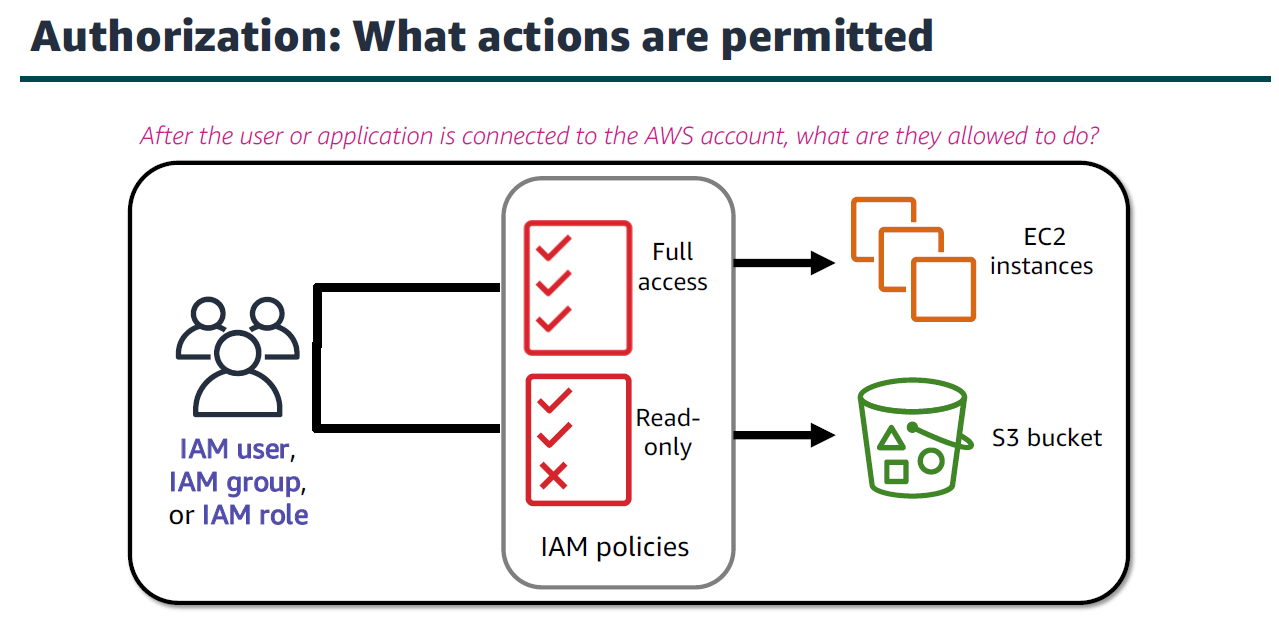 Authorization: What actions are permitted
After the user or application is connected to the AWS account, what are they allowed to do?
IAM user,
IAM group,
or IAM role
Full
access
Read-
only
IAM policies
EC2
instances
S3 bucket